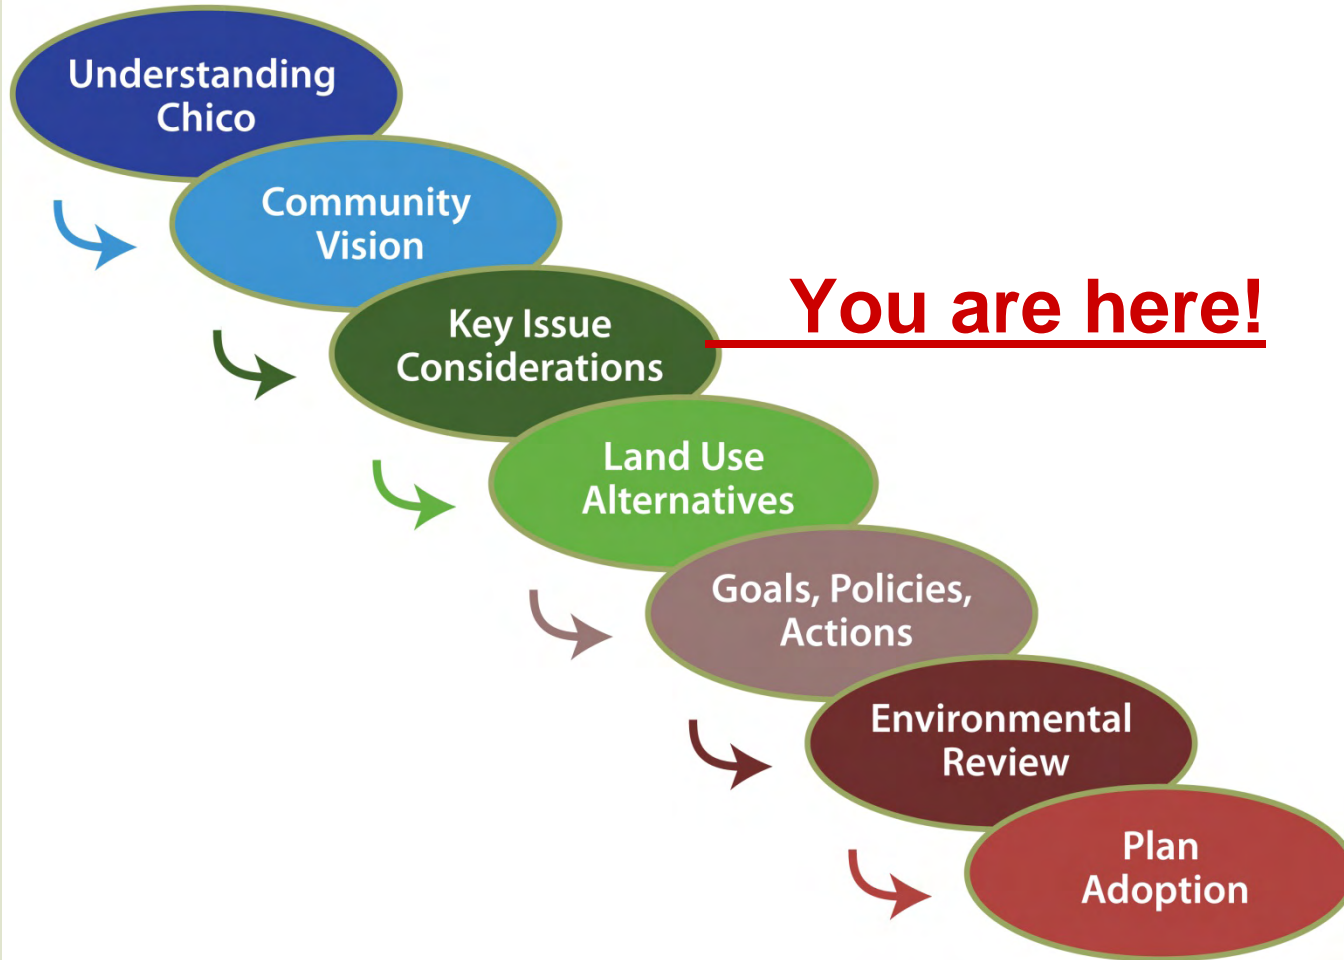 Understanding
Chico
Community
Vision
You are here!
Key Issue
Considerations
Land Use
Alternatives
Goals, Policies,
Actions
Environmental
Review
Plan
Adoption